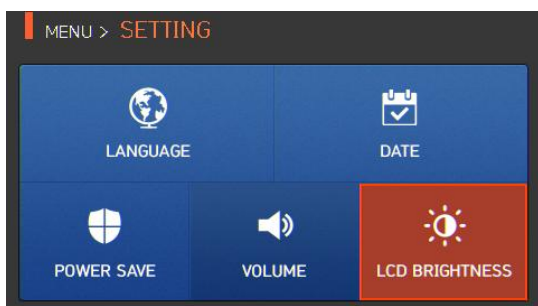 MENU > SETTING
LANGUAGE
DATE
POWER SAVE
VOLUME
LCD BRIGHTNESS